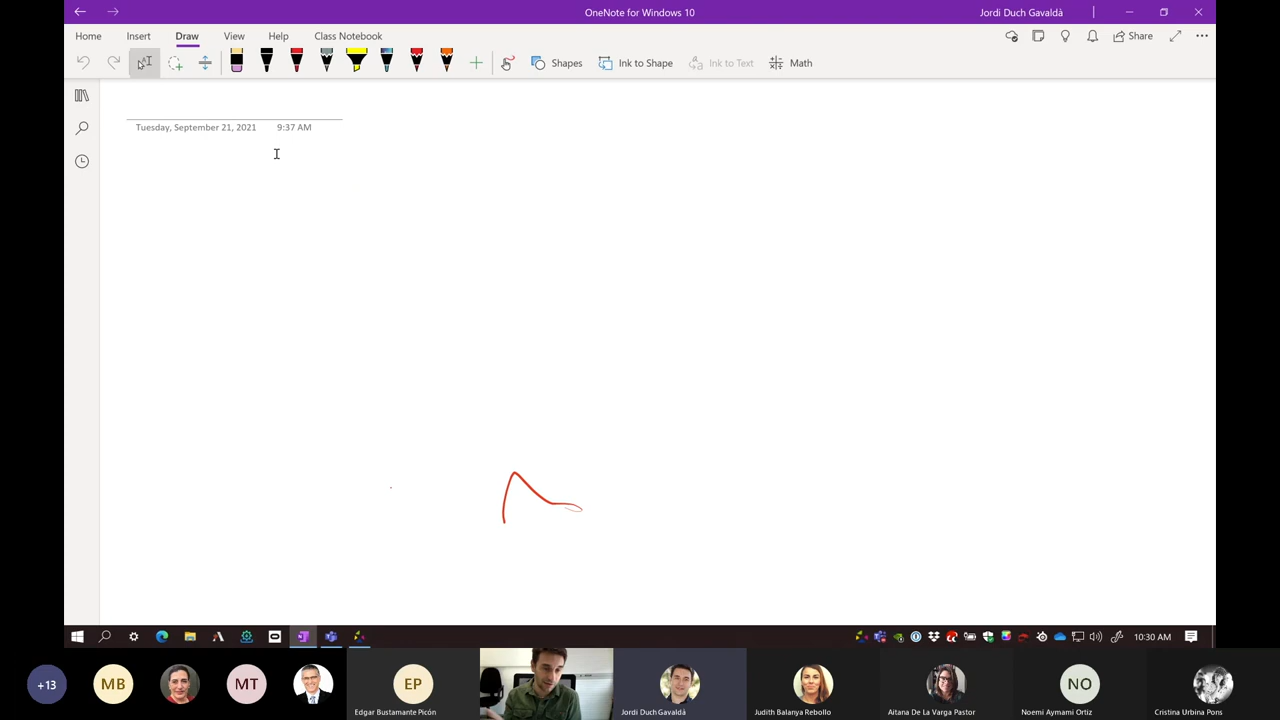 OneNote for Windows 10
Jordi Duch Gavaldà
Home Insert Draw View Help Class Notebook
Share
Shapes Ink to Shape Ink to Text Math
Tuesday, September 21, 2021 9:37 AM
10:30 AM
+13 MB MT EP NO
Edgar Bustamante Picón Jordi Duch Gavaldà Judith Balanya Rebollo Aitana De La Varga Pastor Noemi Aymami Ortiz Cristina Urbina Pons